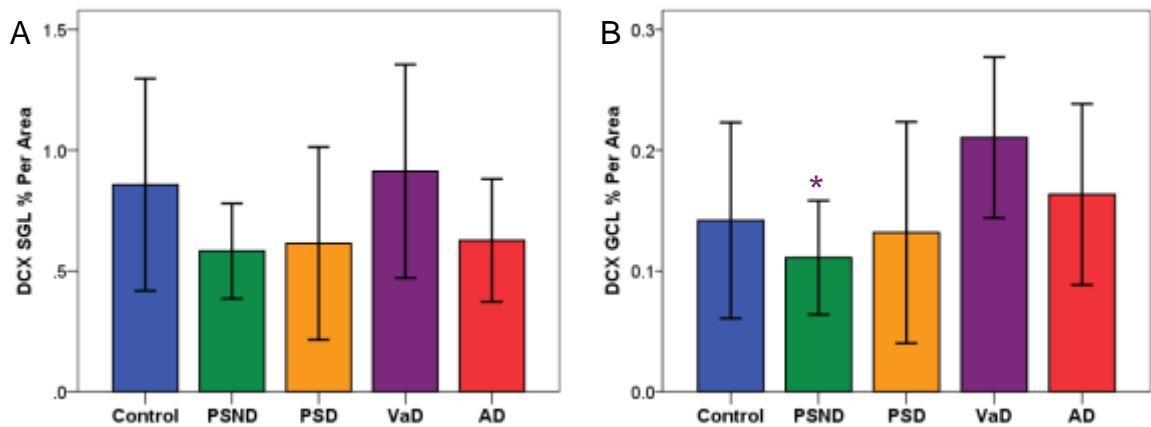 A
DCX SGL % Per Area
1.5
1.0
.5
.0
Control PSND PSD VaD AD
B
DCX GCL % Per Area
0.3
0.2
0.1
0.0
*
Control PSND PSD VaD AD